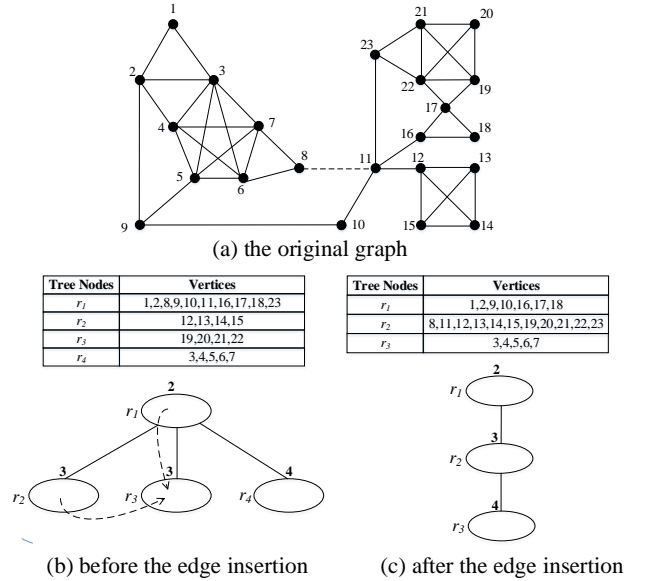 1
21
20
23
2
3
22
19
17
4
7
16
18
8
11
12
13
5
6
9
10
15
14
(a) the original graph
Tree Nodes Vertices
r1 1,2,8,9,10,11,16,17,18,23
r2 12,13,14,15
r3 19,20,21,22
r4 3,4,5,6,7
Tree Nodes Vertices
r1 1,2,9,10,16,17,18
r2 8,11,12,13,14,15,19,20,21,22,23
r3 3,4,5,6,7
2
r1
3
3
4
r2
r3
r4
2
r1
3
r2
4
r3
(b) before the edge insertion
(c) after the edge insertion